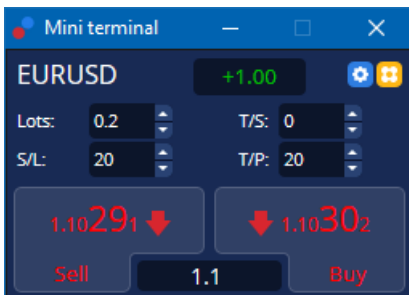 Mini terminal
EURUSD +1.00
Lots: 0.2 T/S: 0
S/L: 20 T/P: 20
1.10291 1.10302
Sell 1.1 Buy